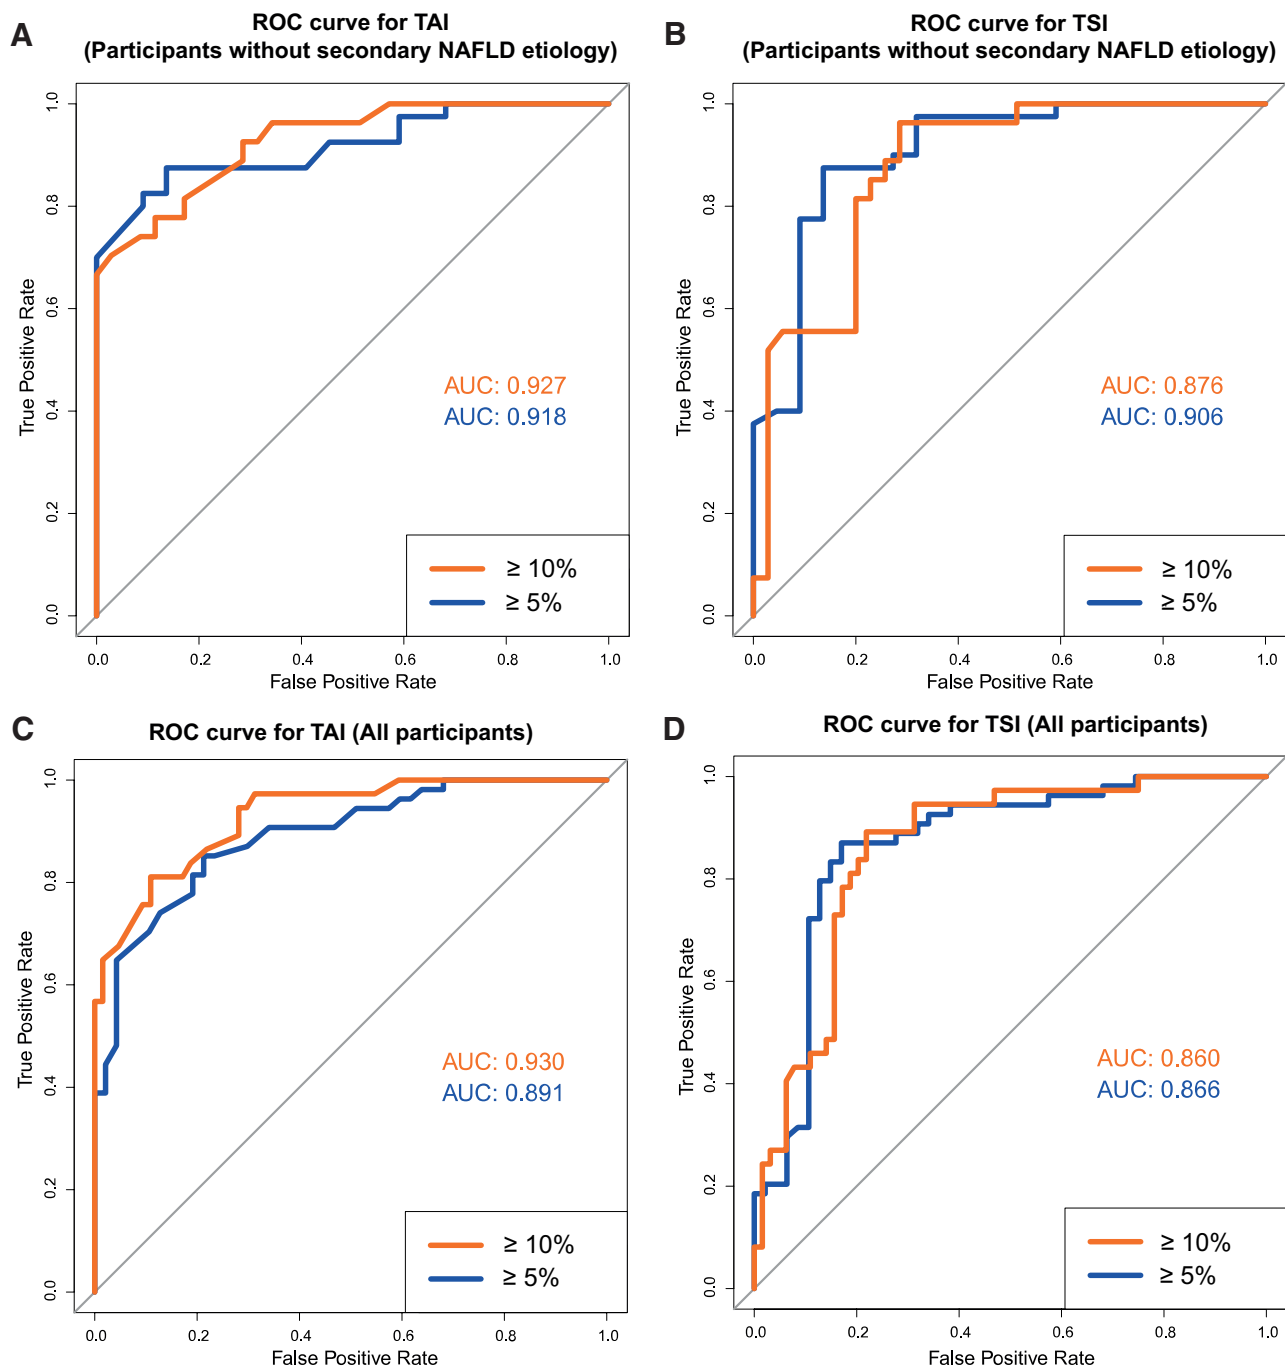 A
ROC curve for TAI
(Participants without secondary NAFLD etiology)
True Positive Rate
1.0
0.8
0.6
0.4
0.2
0.0
AUC: 0.927
AUC: 0.918
≥ 10%
≥ 5%
0.0 0.2 0.4 0.6 0.8 1.0
False Positive Rate
B
ROC curve for TSI
(Participants without secondary NAFLD etiology)
True Positive Rate
1.0
0.8
0.6
0.4
0.2
0.0
AUC: 0.876
AUC: 0.906
≥ 10%
≥ 5%
0.0 0.2 0.4 0.6 0.8 1.0
False Positive Rate
C
ROC curve for TAI (All participants)
True Positive Rate
1.0
0.8
0.6
0.4
0.2
0.0
AUC: 0.930
AUC: 0.891
≥ 10%
≥ 5%
0.0 0.2 0.4 0.6 0.8 1.0
False Positive Rate
D
ROC curve for TSI (All participants)
True Positive Rate
1.0
0.8
0.6
0.4
0.2
0.0
AUC: 0.860
AUC: 0.866
≥ 10%
≥ 5%
0.0 0.2 0.4 0.6 0.8 1.0
False Positive Rate